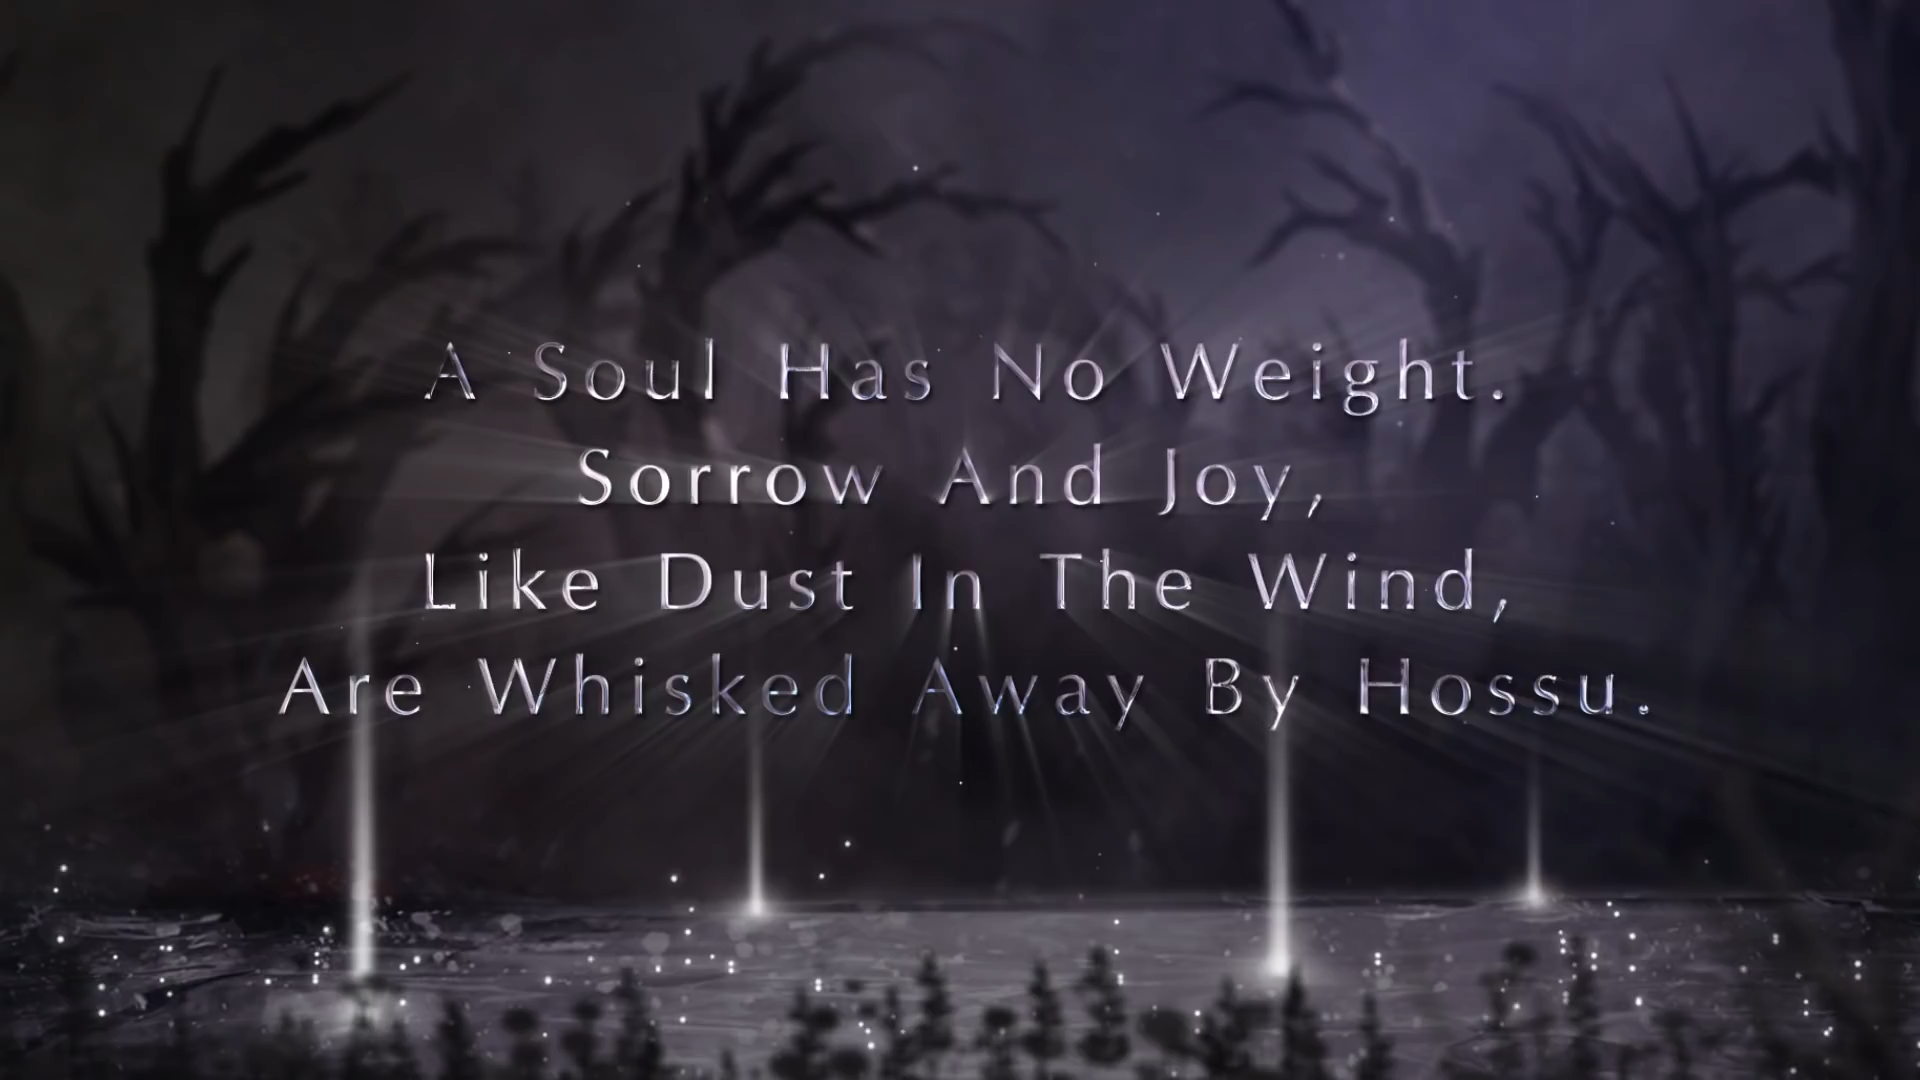 A Soul Has No Weight.
Sorrow And Joy,
Like Dust In The Wind,
Are Whisked Away By Hossu.